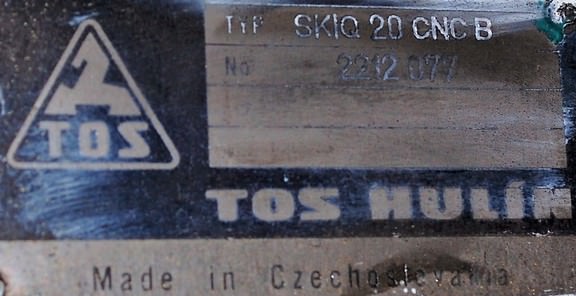 TYP SKIQ 20 CNC B
No 2212 077
TOS
TOS HULÍN
Made in Czechoslovakia